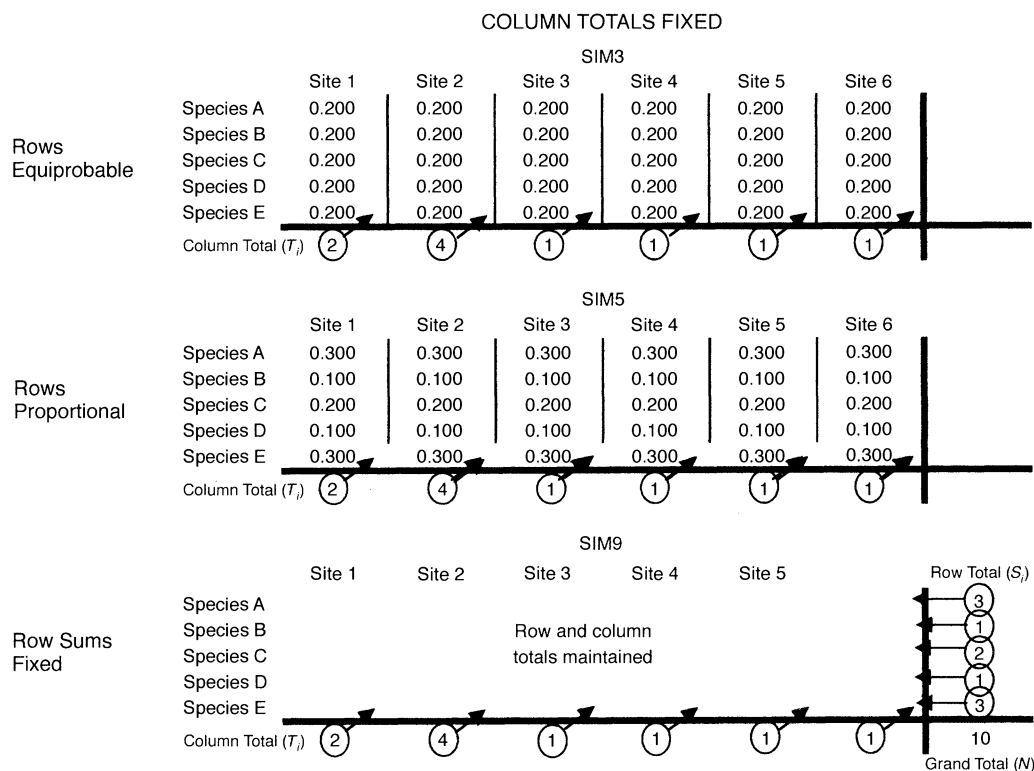 COLUMN TOTALS FIXED
SIM3
Site 1 Site 2 Site 3 Site 4 Site 5 Site 6
Rows
Equiprobable
Species A 0.200 0.200 0.200 0.200 0.200 0.200
Species B 0.200 0.200 0.200 0.200 0.200 0.200
Species C 0.200 0.200 0.200 0.200 0.200 0.200
Species D 0.200 0.200 0.200 0.200 0.200 0.200
Species E 0.200 0.200 0.200 0.200 0.200 0.200
Column Total (Ti) 2 4 1 1 1 1
SIM5
Site 1 Site 2 Site 3 Site 4 Site 5 Site 6
Rows
Proportional
Species A 0.300 0.300 0.300 0.300 0.300 0.300
Species B 0.100 0.100 0.100 0.100 0.100 0.100
Species C 0.200 0.200 0.200 0.200 0.200 0.200
Species D 0.100 0.100 0.100 0.100 0.100 0.100
Species E 0.300 0.300 0.300 0.300 0.300 0.300
Column Total (Ti) 2 4 1 1 1 1
SIM9
Site 1 Site 2 Site 3 Site 4 Site 5 Row Total (Si)
Row Sums
Fixed
Species A 3
Species B 1
Row and column
totals maintained
Species C 2
Species D 1
Species E 3
Column Total (Ti) 2 4 1 1 1 1 10
Grand Total (N)